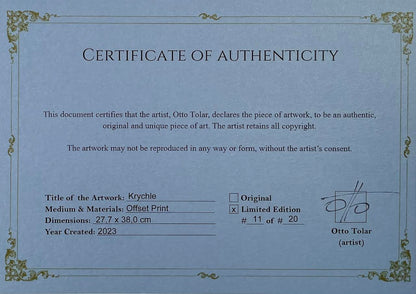 CERTIFICATE OF AUTHENTICITY
This document certifies that the artist, Otto Tolar, declares the piece of artwork, to be an authentic,
original and unique piece of art. The artist retains all copyright.
The artwork may not be reproduced in any way or form, without the artist's consent.
Title of the Artwork: Krychle
Medium & Materials: Offset Print
Dimensions: 27,7 x 38,0 cm
Year Created: 2023
Original
x Limited Edition
# 11 of # 20
Otto Tolar
(artist)